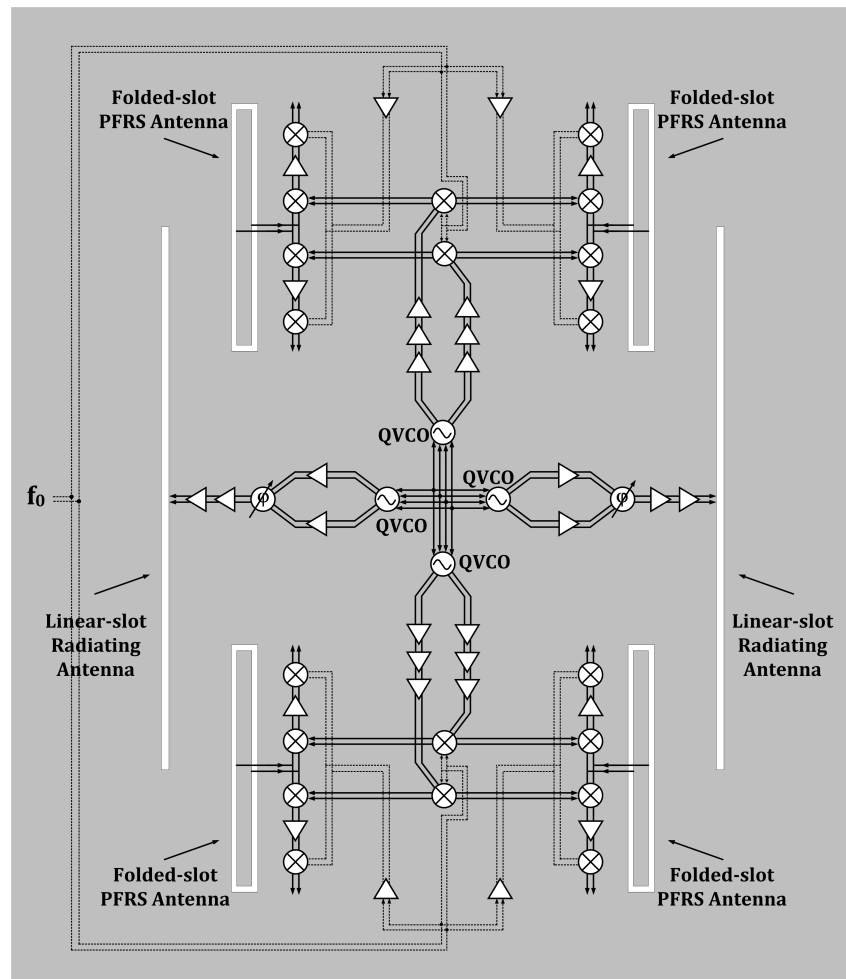 Folded-slot
PFRS Antenna
Folded-slot
PFRS Antenna
QVCO
QVCO
φ
φ
f0
QVCO
QVCO
Linear-slot
Radiating
Antenna
Linear-slot
Radiating
Antenna
Folded-slot
PFRS Antenna
Folded-slot
PFRS Antenna